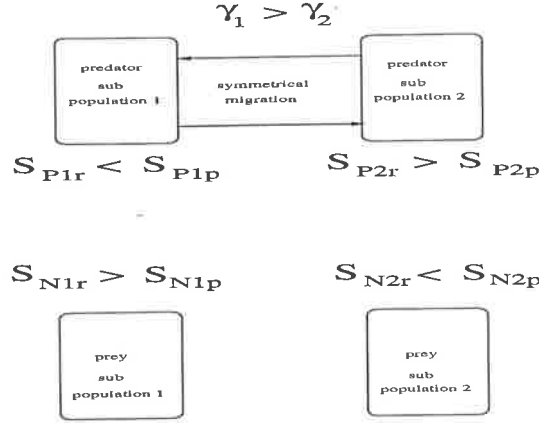 γ1 > γ2
predator
sub
population 1
symmetrical
migration
predator
sub
population 2
SP1r < SP1p
SP2r > SP2p
SN1r > SN1p
SN2r < SN2p
prey
sub
population 1
prey
sub
population 2